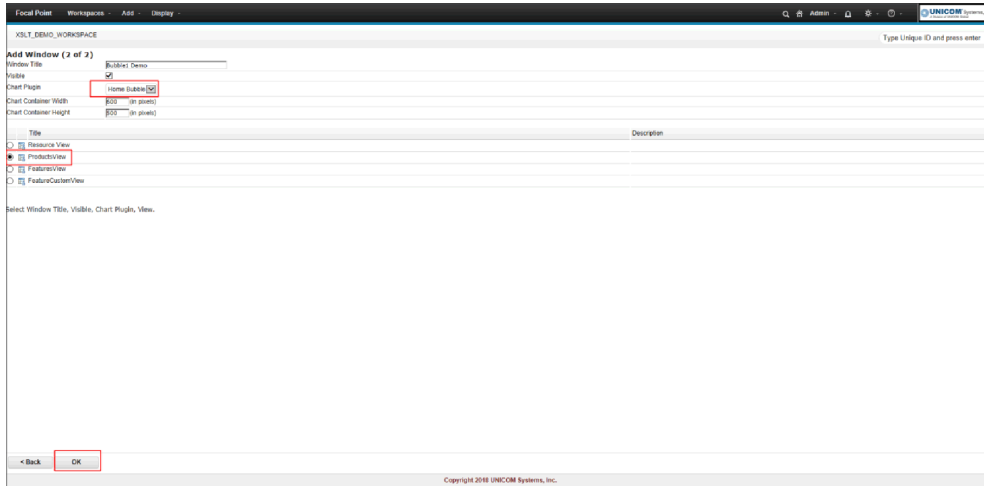 Focal Point Workspaces Add Display Admin UNICOM Systems,
XSLT_DEMO_WORKSPACE Type Unique ID and press enter
Add Window (2 of 2)
Window Title Bubble1 Demo
Visible
Chart Plugin Home Bubble
Chart Container Width 600 (in pixels)
Chart Container Height 500 (in pixels)
Title Description
Resource View
ProductsView
FeaturesView
FeatureCustomView
Select Window Title, Visible, Chart Plugin, View.
< Back OK
Copyright 2018 UNICOM Systems, Inc.